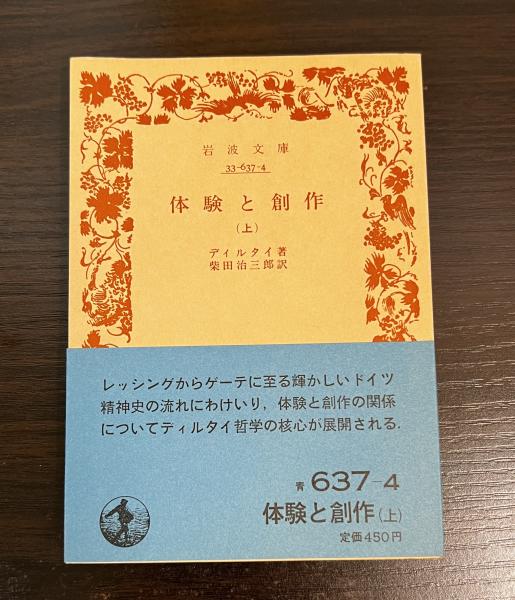 岩波文庫
33-637-4
体験と創作
(上)
ディルタイ著
柴田治三郎訳
レッシングからゲーテに至る輝かしいドイツ
精神史の流れにわけいり，体験と創作の関係
についてディルタイ哲学の核心が展開される.
青 637-4
体験と創作(上)
定価450円